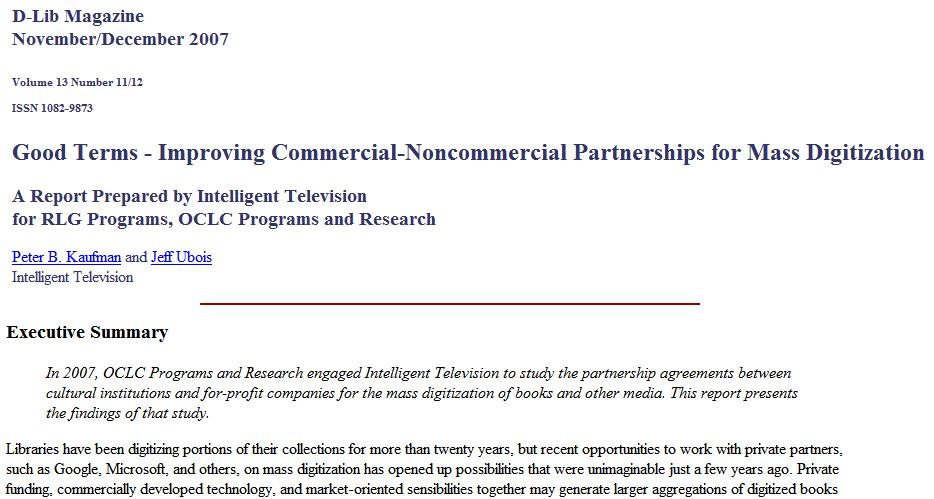 D-Lib Magazine
November/December 2007
Volume 13 Number 11/12
ISSN 1082-9873
Good Terms - Improving Commercial-Noncommercial Partnerships for Mass Digitization
A Report Prepared by Intelligent Television
for RLG Programs, OCLC Programs and Research
Peter B. Kaufman and Jeff Ubois
Intelligent Television
Executive Summary
In 2007, OCLC Programs and Research engaged Intelligent Television to study the partnership agreements between
cultural institutions and for-profit companies for the mass digitization of books and other media. This report presents
the findings of that study.
Libraries have been digitizing portions of their collections for more than twenty years, but recent opportunities to work with private partners,
such as Google, Microsoft, and others, on mass digitization has opened up possibilities that were unimaginable just a few years ago. Private
funding, commercially developed technology, and market-oriented sensibilities together may generate larger aggregations of digitized books